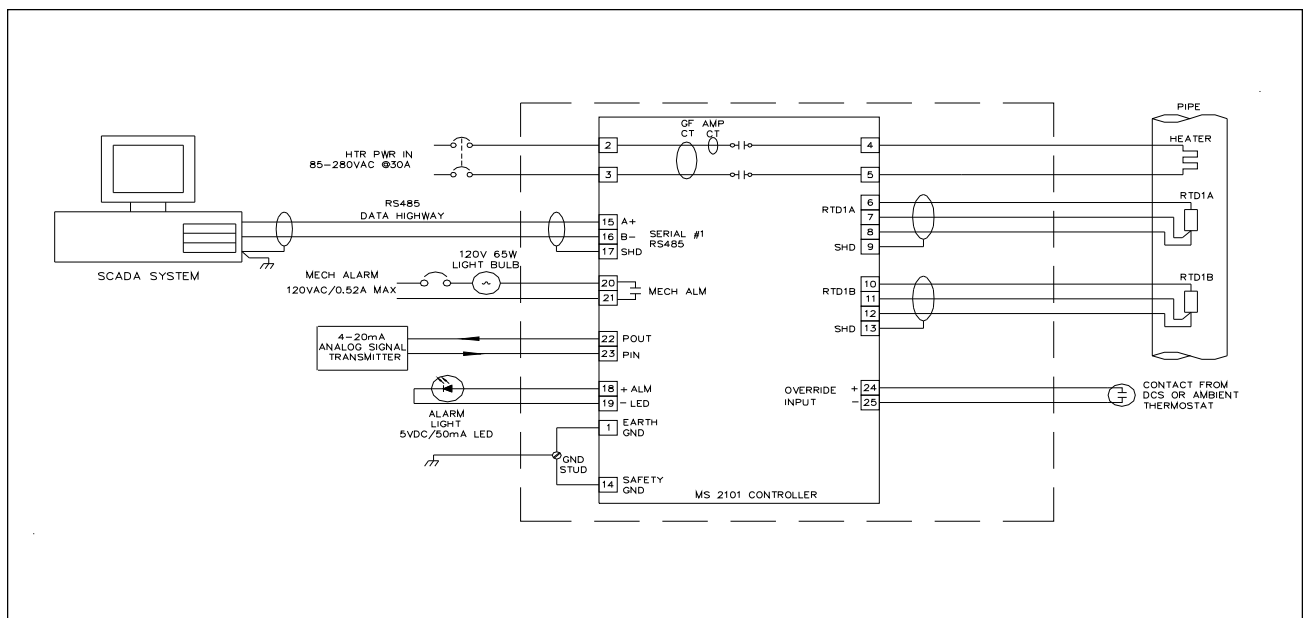 HTR PWR IN
85-280VAC @30A
2
3
GF AMP
CT CT
4
5
PIPE
HEATER
RS485
DATA HIGHWAY
SCADA SYSTEM
15 A+
16 B-
17 SHD
SERIAL #1
RS485
RTD1A
6
7
8
SHD 9
RTD1A
120V 65W
LIGHT BULB
MECH ALARM
120VAC/0.52A MAX
20
21
MECH ALM
RTD1B
10
11
12
SHD 13
RTD1B
4-20mA
ANALOG SIGNAL
TRANSMITTER
22 POUT
23 PIN
18 + ALM
19 - LED
ALARM
LIGHT
5VDC/50mA LED
OVERRIDE + 24
INPUT - 25
CONTACT FROM
DCS OR AMBIENT
THERMOSTAT
1 EARTH
GND
GND
STUD
14 SAFETY
GND
MS 2101 CONTROLLER